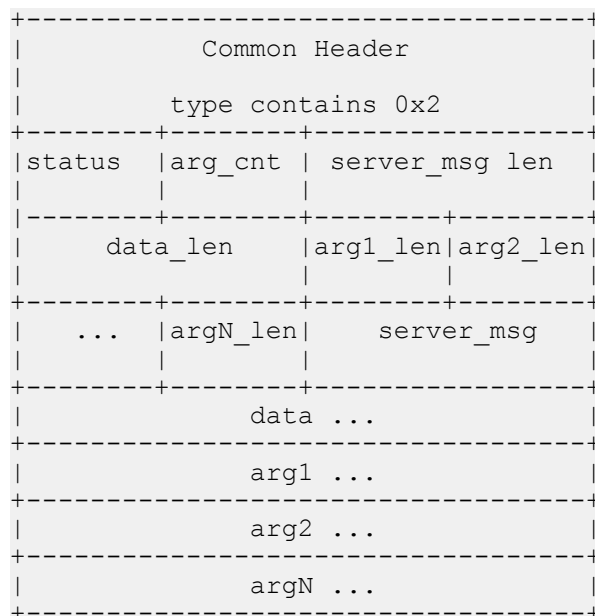 Common Header
type contains 0x2
status arg_cnt server_msg len
data_len arg1_len arg2_len
... argN_len server_msg
data ...
arg1 ...
arg2 ...
argN ...